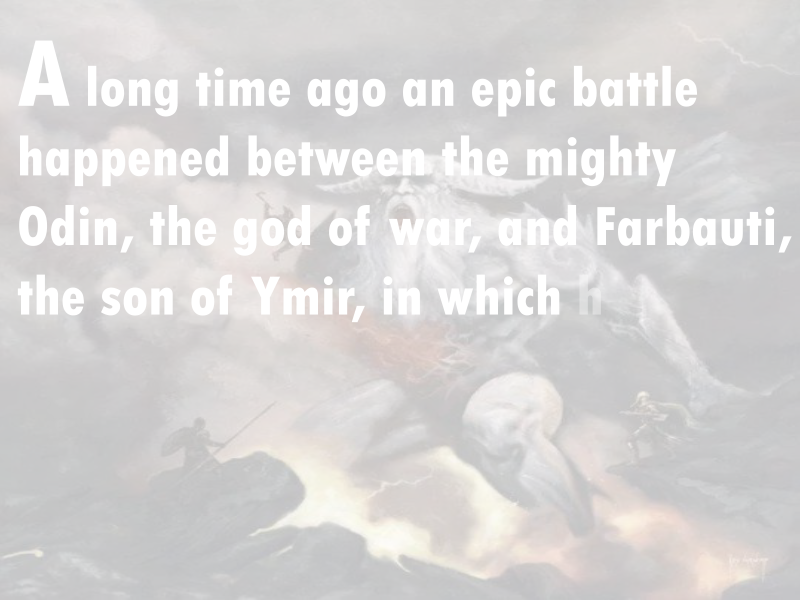 A long time ago an epic battle
happened between the mighty
Odin, the god of war, and Farbauti,
the son of Ymir, in which h